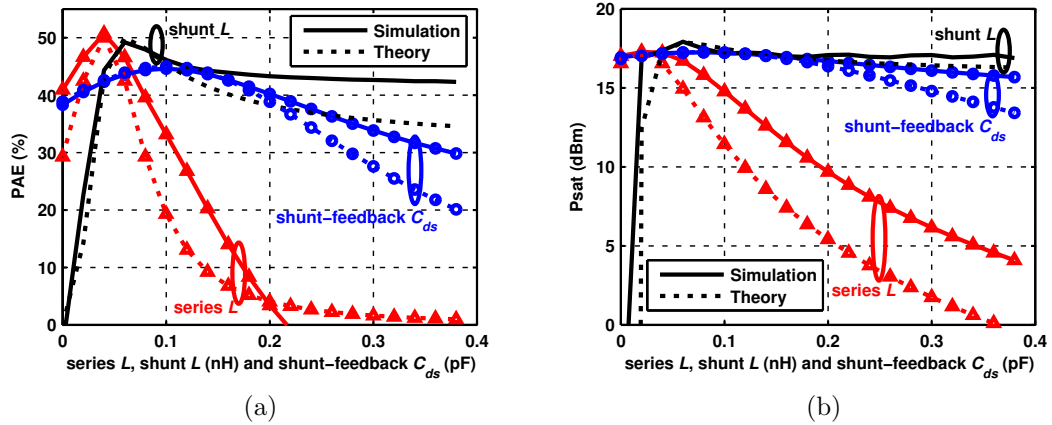 50
40
30
20
10
0
PAE (%)
shunt L
Simulation
Theory
shunt-feedback Cds
series L
0 0.1 0.2 0.3 0.4
series L, shunt L (nH) and shunt-feedback Cds (pF)
(a)
20
15
10
5
0
Psat (dBm)
shunt L
shunt-feedback Cds
Simulation
Theory
series L
0 0.1 0.2 0.3 0.4
series L, shunt L (nH) and shunt-feedback Cds (pF)
(b)